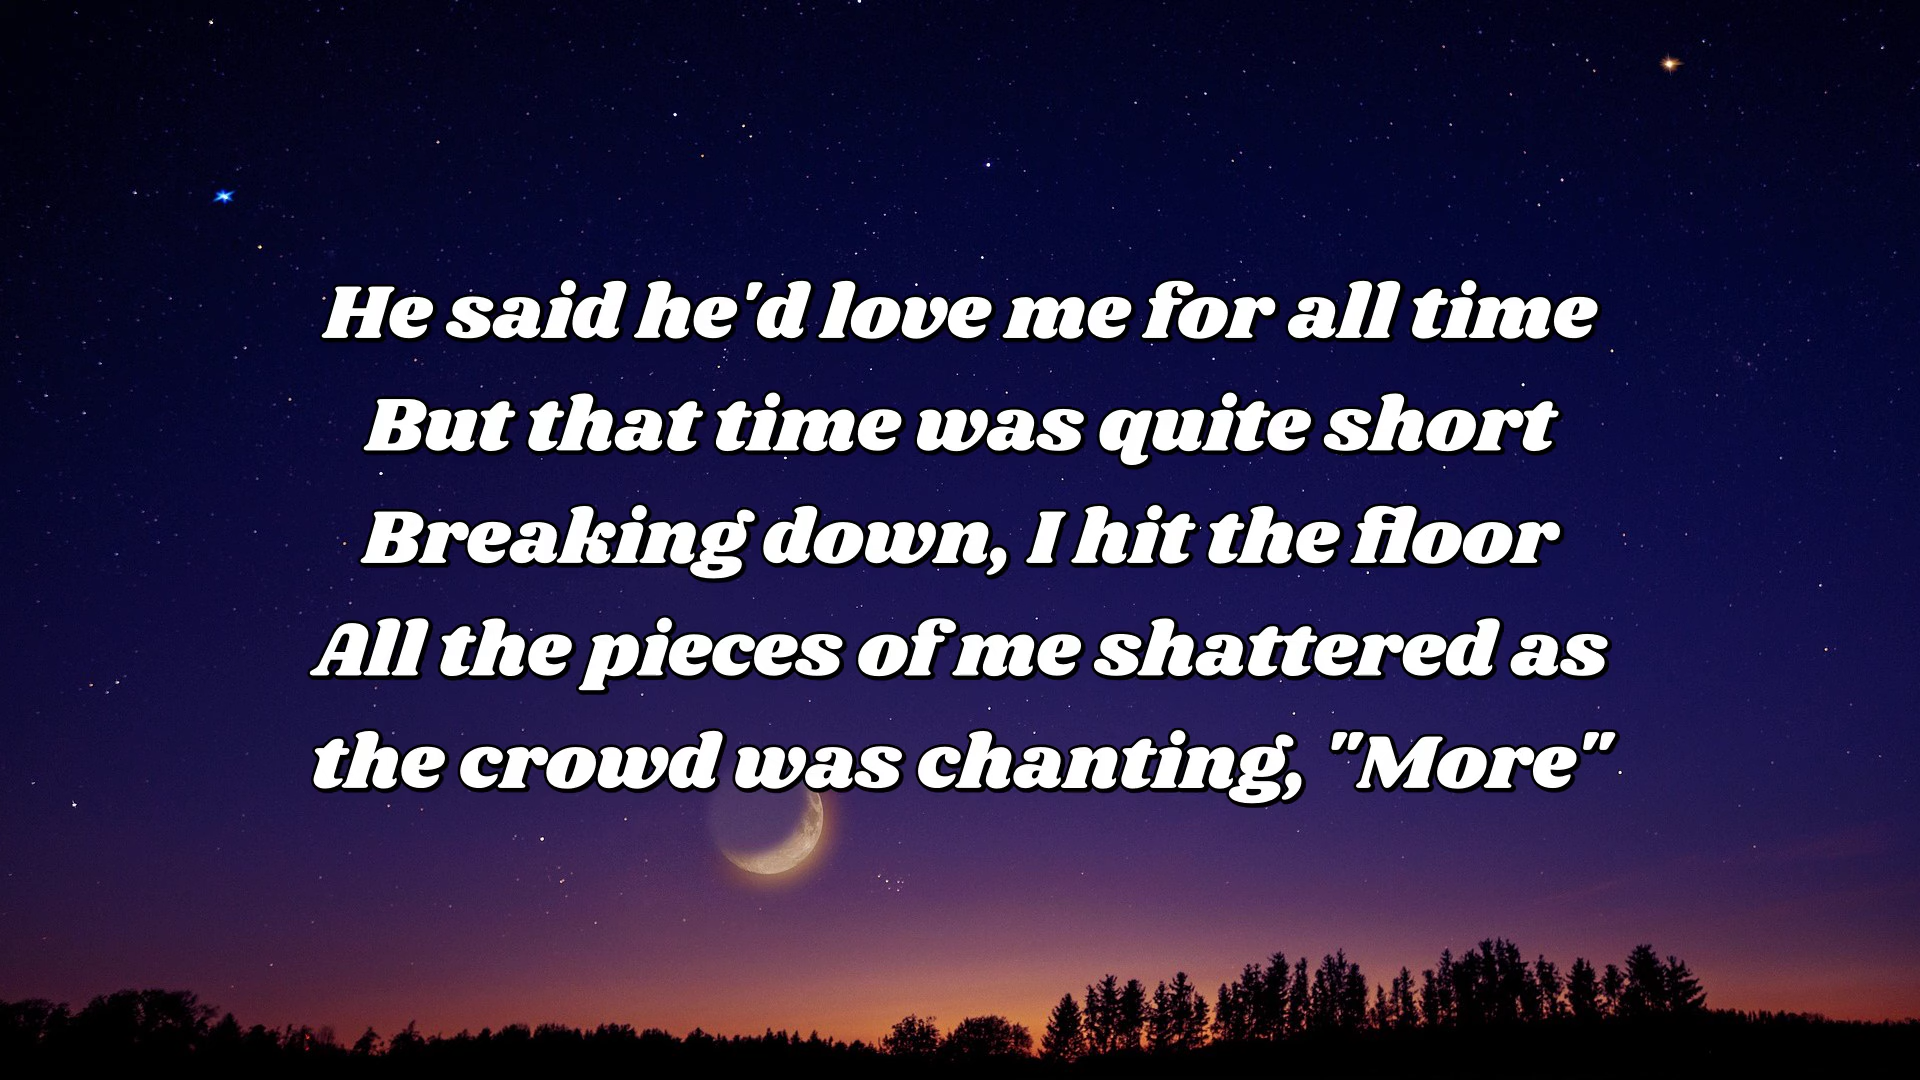 He said he'd love me for all time
But that time was quite short
Breaking down, I hit the floor
All the pieces of me shattered as
the crowd was chanting, "More"